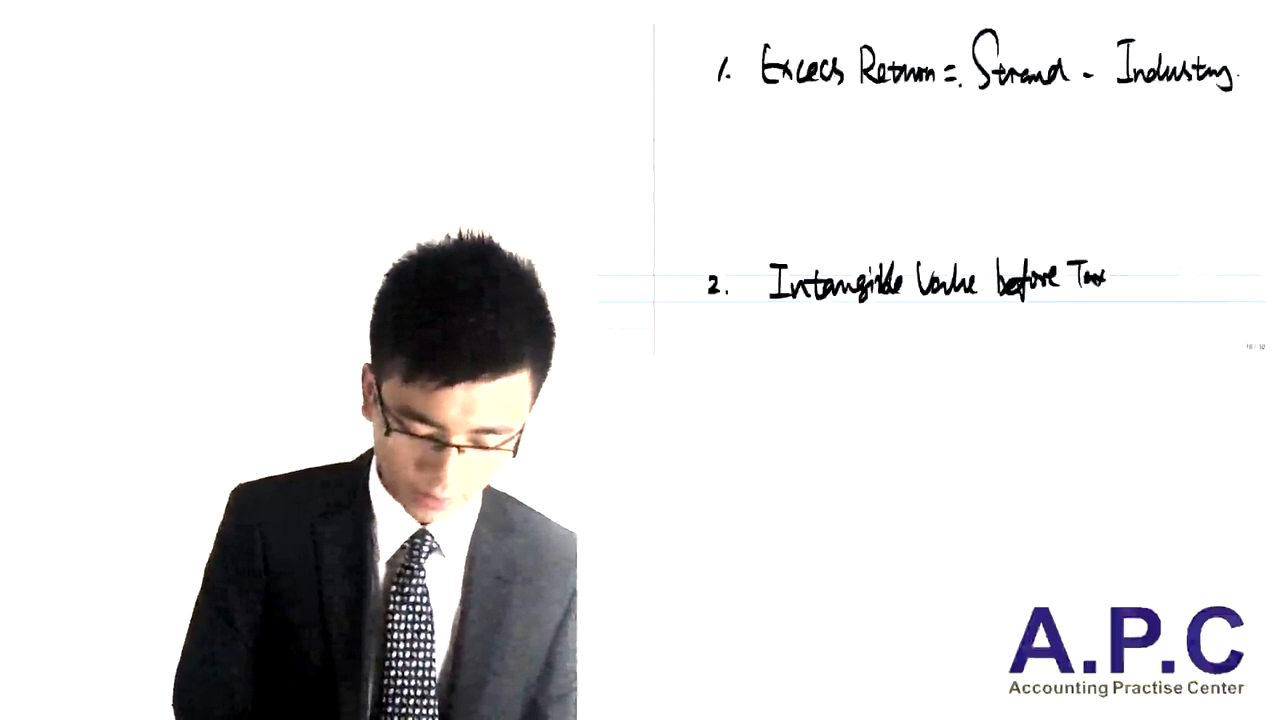 1. Excess Return = Strand - Industry.
2. Intangible Value before Tax
A.P.C
Accounting Practise Center